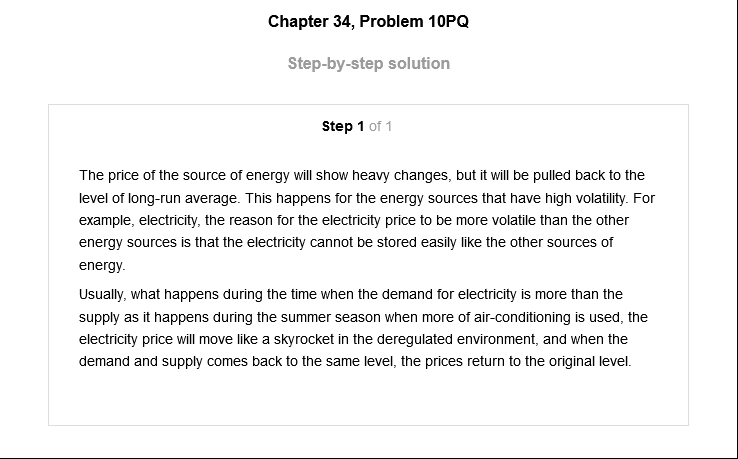 Chapter 34, Problem 10PQ
Step-by-step solution
Step 1 of 1
The price of the source of energy will show heavy changes, but it will be pulled back to the
level of long-run average. This happens for the energy sources that have high volatility. For
example, electricity, the reason for the electricity price to be more volatile than the other
energy sources is that the electricity cannot be stored easily like the other sources of
energy.
Usually, what happens during the time when the demand for electricity is more than the
supply as it happens during the summer season when more of air-conditioning is used, the
electricity price will move like a skyrocket in the deregulated environment, and when the
demand and supply comes back to the same level, the prices return to the original level.